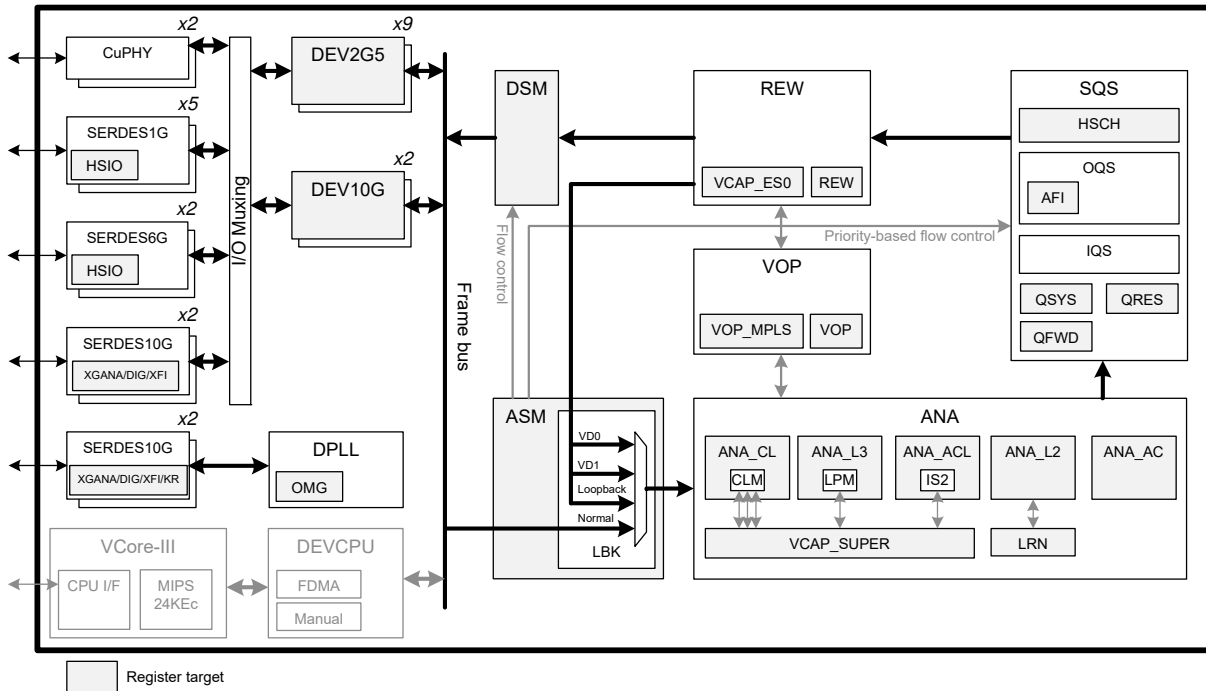 x2
CuPHY
x5
SERDES1G
HSIO
x2
SERDES6G
HSIO
x2
SERDES10G
XGANA/DIG/XFI
x2
SERDES10G
XGANA/DIG/XFI/KR
I/O Muxing
x9
DEV2G5
x2
DEV10G
DPLL
OMG
VCore-III
CPU I/F
MIPS
24KEc
DEVCPU
FDMA
Manual
Frame bus
DSM
Flow control
REW
VCAP_ES0
REW
Priority-based flow control
VOP
VOP_MPLS
VOP
SQS
HSCH
OQS
AFI
IQS
QSYS
QRES
QFWD
ASM
VD0
VD1
Loopback
Normal
LBK
ANA
ANA_CL
CLM
ANA_L3
LPM
ANA_ACL
IS2
ANA_L2
ANA_AC
VCAP_SUPER
LRN
Register target